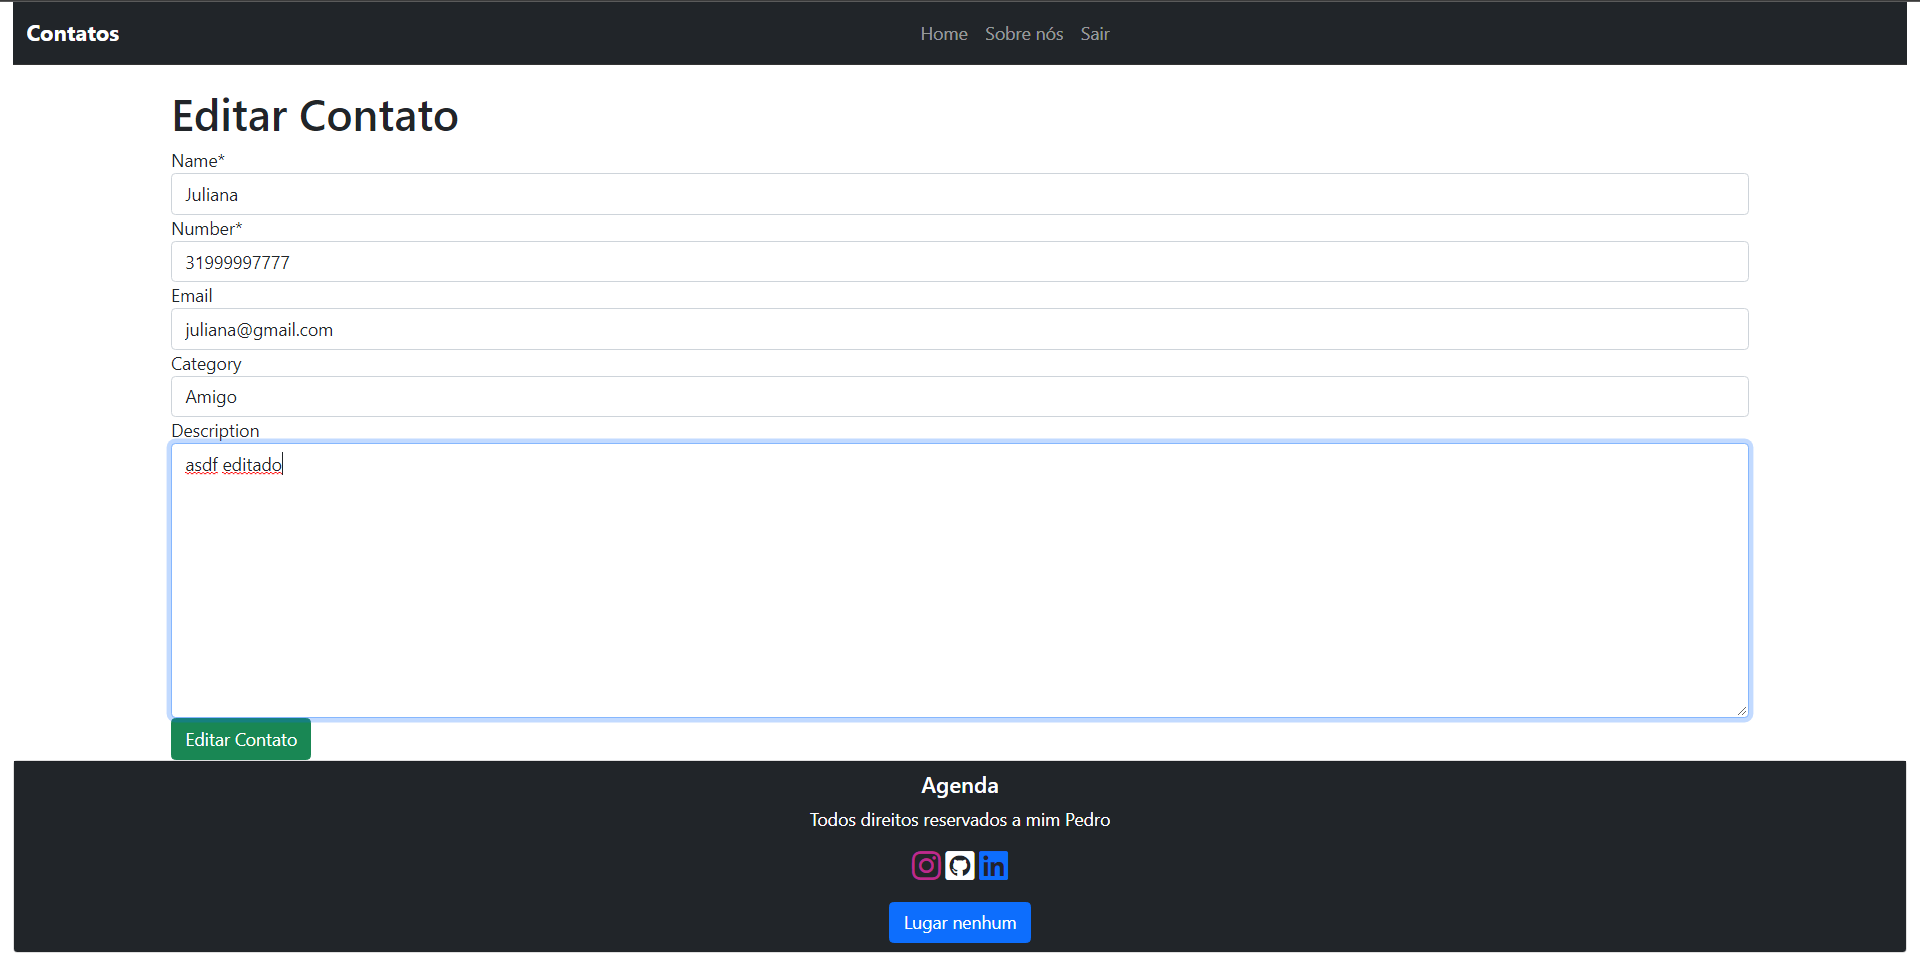 Contatos Home Sobre nós Sair
Editar Contato
Name*
Juliana
Number*
31999997777
Email
juliana@gmail.com
Category
Amigo
Description
asdf editado
Editar Contato
Agenda
Todos direitos reservados a mim Pedro
in
Lugar nenhum